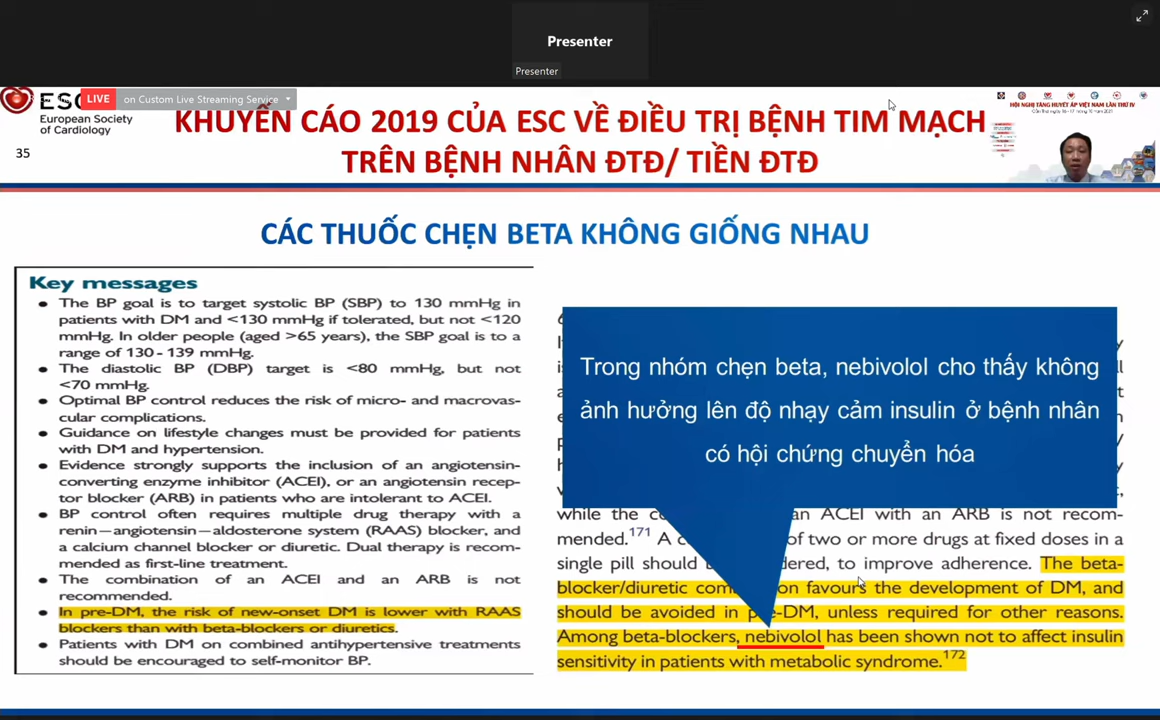 Presenter
Presenter
LIVE on Custom Live Streaming Service
ESC
European Society
of Cardiology
35
KHUYẾN CÁO 2019 CỦA ESC VỀ ĐIỀU TRỊ BỆNH TIM MẠCH
TRÊN BỆNH NHÂN ĐTĐ/ TIỀN ĐTĐ
HỘI NGHỊ TĂNG HUYẾT ÁP VIỆT NAM LẦN THỨ IV
CÁC THUỐC CHẸN BETA KHÔNG GIỐNG NHAU
Key messages
The BP goal is to target systolic BP (SBP) to 130 mmHg in
patients with DM and <130 mmHg if tolerated, but not <120
mmHg. In older people (aged >65 years), the SBP goal is to a
range of 130 - 139 mmHg.
The diastolic BP (DBP) target is <80 mmHg, but not
<70 mmHg.
Optimal BP control reduces the risk of micro- and macrovas-
cular complications.
Guidance on lifestyle changes must be provided for patients
with DM and hypertension.
Evidence strongly supports the inclusion of an angiotensin-
converting enzyme inhibitor (ACEI), or an angiotensin recep-
tor blocker (ARB) in patients who are intolerant to ACEI.
BP control often requires multiple drug therapy with a
renin—angiotensin—aldosterone system (RAAS) blocker, and
a calcium channel blocker or diuretic. Dual therapy is recom-
mended as first-line treatment.
The combination of an ACEI and an ARB is not
recommended.
In pre-DM, the risk of new-onset DM is lower with RAAS
blockers than with beta-blockers or diuretics.
Patients with DM on combined antihypertensive treatments
should be encouraged to self-monitor BP.
Trong nhóm chẹn beta, nebivolol cho thấy không
ảnh hưởng lên độ nhạy cảm insulin ở bệnh nhân
có hội chứng chuyển hóa
while the an ACEI with an ARB is not recom-
mended.171 A of two or more drugs at fixed doses in a
single pill should to improve adherence. The beta-
blocker/diuretic favours the development of DM, and
should be avoided in pre-DM, unless required for other reasons.
Among beta-blockers, nebivolol has been shown not to affect insulin
sensitivity in patients with metabolic syndrome.172